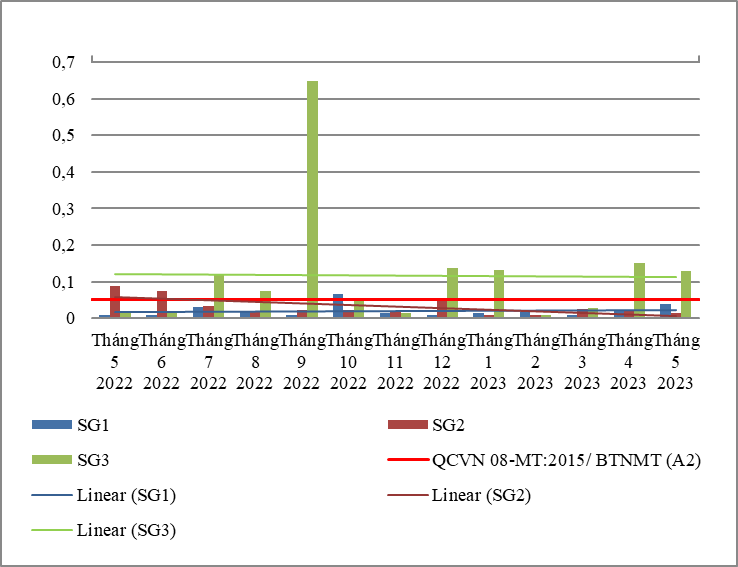 0,7
0,6
0,5
0,4
0,3
0,2
0,1
0
Tháng Tháng Tháng Tháng Tháng Tháng Tháng Tháng Tháng Tháng Tháng Tháng Tháng
5 6 7 8 9 10 11 12 1 2 3 4 5
2022 2022 2022 2022 2022 2022 2022 2022 2023 2023 2023 2023 2023
SG1 SG2
SG3 QCVN 08-MT:2015/ BTNMT (A2)
Linear (SG1) Linear (SG2)
Linear (SG3)